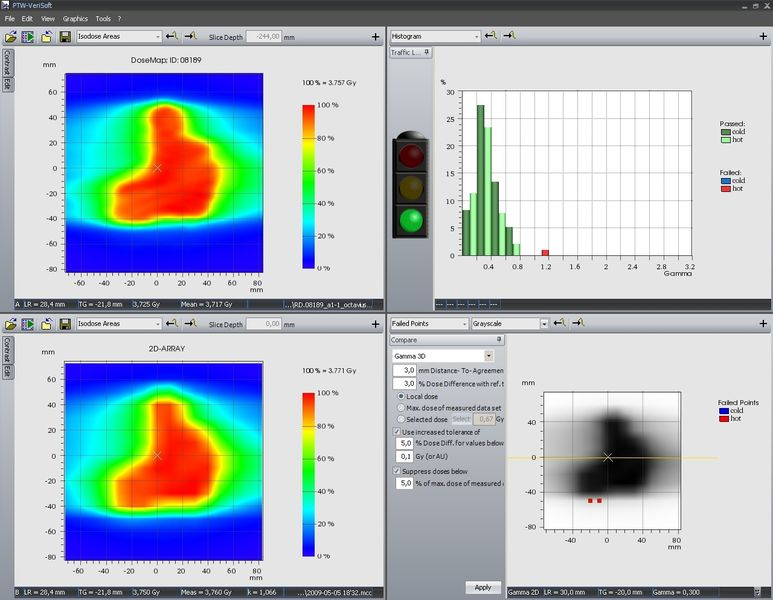 PTW-VeriSoft
File Edit View Graphics Tools ?
Isodose Areas Slice Depth -244,00 mm
Contrast Edit
mm
DoseMap: ID:08189
100 % = 3.757 Gy
60
40
20
0
-20
-40
-60
-80
-60 -40 -20 0 20 40 60 80
mm
100 %
80 %
60 %
40 %
20 %
0 %
A LR = 28,4 mm TG = -21,8 mm 3,725 Gy Mean = 3,717 Gy ...\RD.08189_a1-1_octavius...
Histogram
Traffic L...
%
30
25
20
15
10
5
0
0.4 0.8 1.2 1.6 2 2.4 2.8 3.2
Gamma
Passed:
cold
hot
Failed:
cold
hot
--- --- --- --- ---
Isodose Areas Slice Depth 0,00 mm
Contrast Edit
mm
2D-ARRAY
100 % = 3.771 Gy
60
40
20
0
-20
-40
-60
-80
-60 -40 -20 0 20 40 60 80
mm
100 %
80 %
60 %
40 %
20 %
0 %
B LR = 28,4 mm TG = -21,8 mm 3,750 Gy Meas = 3,760 Gy k = 1,066 ...\2009-05-05 18'32.mcc
Failed Points Grayscale
Compare
Gamma 3D
3,0 mm Distance- To- Agreemen
3,0 % Dose Difference with ref. t
Local dose
Max. dose of measured data set
Selected dose Select: 0,67 Gy
Use increased tolerance of
5,0 % Dose Diff. for values below
0,1 Gy (or AU)
Suppress doses below
5,0 % of max. dose of measured
Apply
mm
40
0
-40
-80
-40 0 40 80
mm
Failed Points
cold
hot
Gamma 2D LR = 30,0 mm TG = -20,0 mm Gamma = 0,300